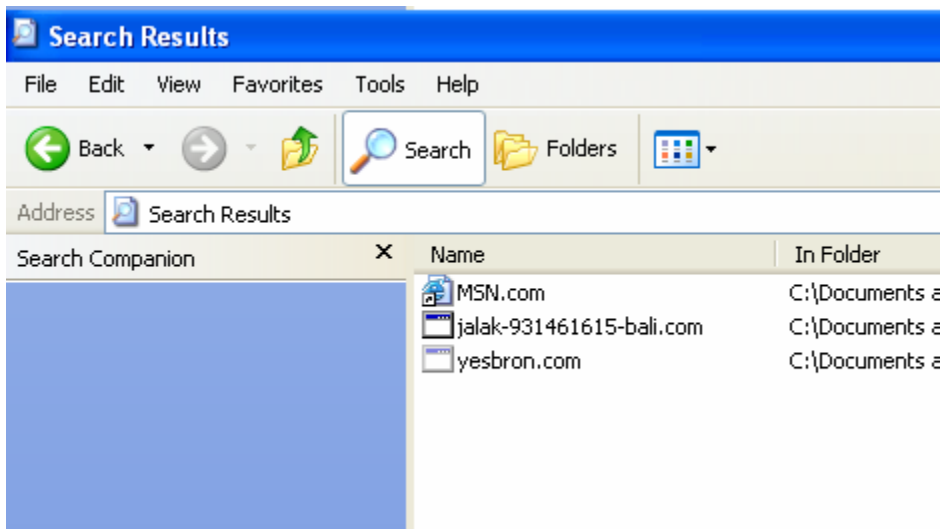 Search Results
File Edit View Favorites Tools Help
Back Search Folders
Address Search Results
Search Companion
Name In Folder
MSN.com C:\Documents a
jalak-931461615-bali.com C:\Documents a
yesbron.com C:\Documents a